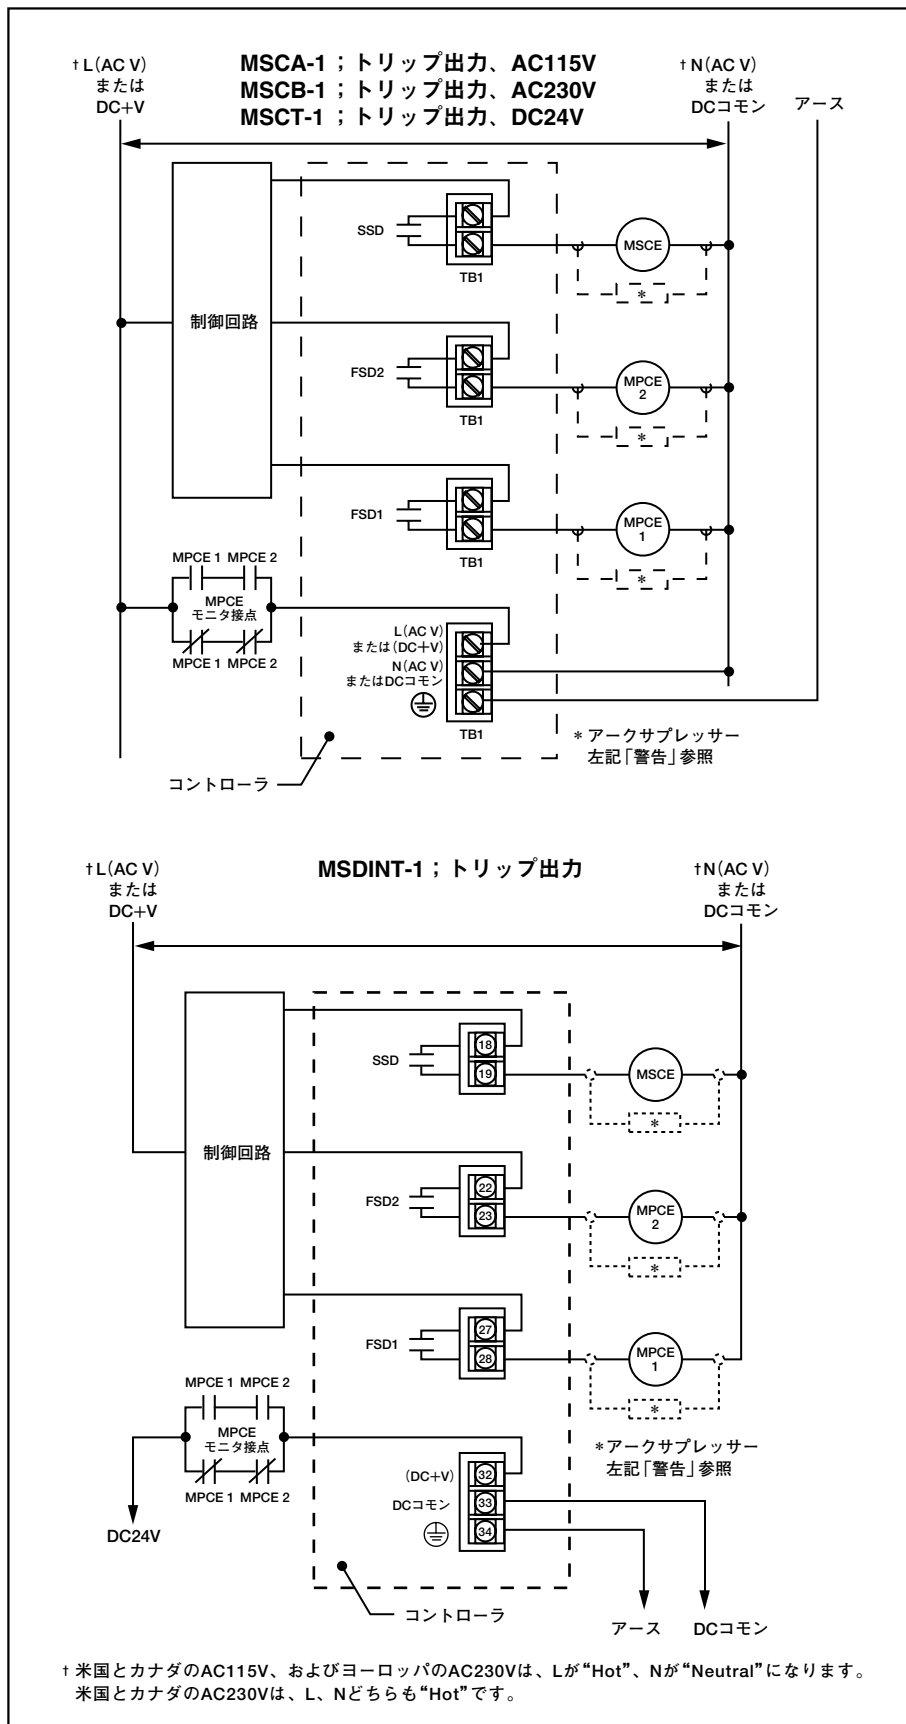 † L(AC V)
または
DC+V
MSCA-1 ; トリップ出力、AC115V
MSCB-1 ; トリップ出力、AC230V
MSCT-1 ; トリップ出力、DC24V
† N(AC V)
または
DCコモン
アース
制御回路
SSD
TB1
MSCE
*
FSD2
TB1
MPCE
2
*
FSD1
TB1
MPCE
1
*
MPCE 1 MPCE 2
MPCE
モニタ接点
MPCE 1 MPCE 2
L(AC V)
または(DC+V)
N(AC V)
またはDCコモン
TB1
* アークサプレッサー
左記「警告」参照
コントローラ
† L(AC V)
または
DC+V
MSDINT-1 ; トリップ出力
† N(AC V)
または
DCコモン
制御回路
SSD
18
19
MSCE
*
FSD2
22
23
MPCE
2
*
FSD1
27
28
MPCE
1
*
MPCE 1 MPCE 2
MPCE
モニタ接点
MPCE 1 MPCE 2
DC24V
(DC+V)
32
DCコモン
33
34
* アークサプレッサー
左記「警告」参照
コントローラ
アース
DCコモン
† 米国とカナダのAC115V、およびヨーロッパのAC230Vは、Lが“Hot”、Nが“Neutral”になります。
米国とカナダのAC230Vは、L、Nどちらも“Hot”です。